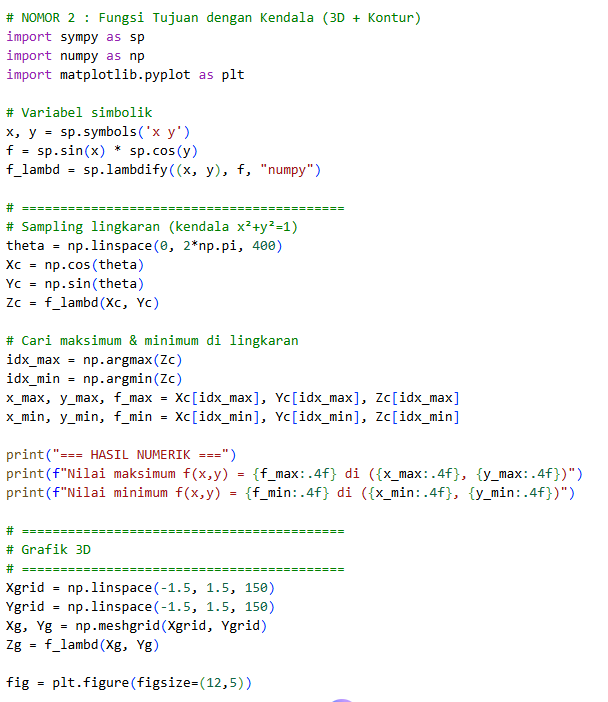 # NOMOR 2 : Fungsi Tujuan dengan Kendala (3D + Kontur)
import sympy as sp
import numpy as np
import matplotlib.pyplot as plt
# Variabel simbolik
x, y = sp.symbols('x y')
f = sp.sin(x) * sp.cos(y)
f_lambd = sp.lambdify((x, y), f, "numpy")
# ==========================================
# Sampling lingkaran (kendala x²+y²=1)
theta = np.linspace(0, 2*np.pi, 400)
Xc = np.cos(theta)
Yc = np.sin(theta)
Zc = f_lambd(Xc, Yc)
# Cari maksimum & minimum di lingkaran
idx_max = np.argmax(Zc)
idx_min = np.argmin(Zc)
x_max, y_max, f_max = Xc[idx_max], Yc[idx_max], Zc[idx_max]
x_min, y_min, f_min = Xc[idx_min], Yc[idx_min], Zc[idx_min]
print("=== HASIL NUMERIK ===")
print(f"Nilai maksimum f(x,y) = {f_max:.4f} di ({x_max:.4f}, {y_max:.4f})")
print(f"Nilai minimum f(x,y) = {f_min:.4f} di ({x_min:.4f}, {y_min:.4f})")
# ==========================================
# Grafik 3D
# ==========================================
Xgrid = np.linspace(-1.5, 1.5, 150)
Ygrid = np.linspace(-1.5, 1.5, 150)
Xg, Yg = np.meshgrid(Xgrid, Ygrid)
Zg = f_lambd(Xg, Yg)
fig = plt.figure(figsize=(12,5))